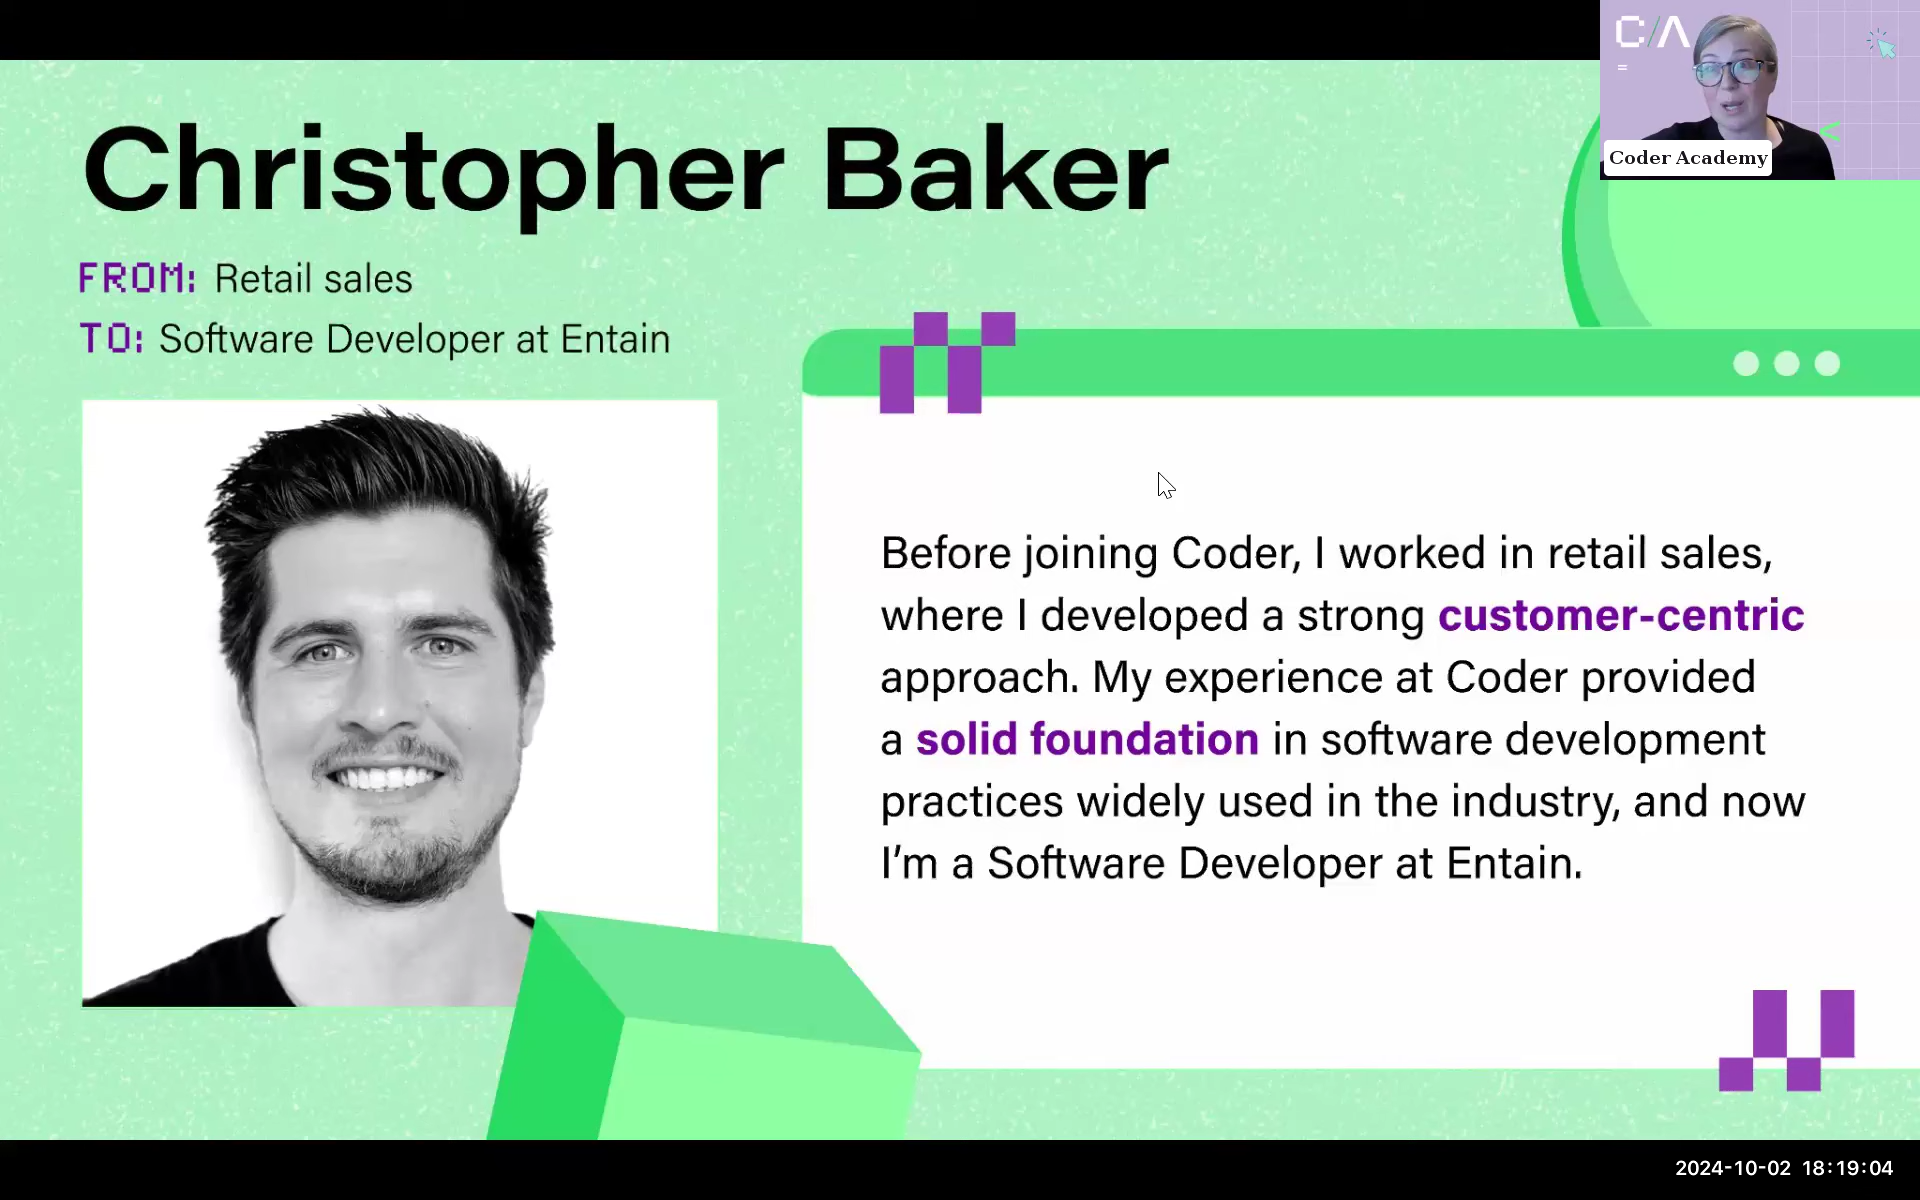 C/A
Coder Academy
Christopher Baker
FROM: Retail sales
TO: Software Developer at Entain
Before joining Coder, I worked in retail sales,
where I developed a strong customer-centric
approach. My experience at Coder provided
a solid foundation in software development
practices widely used in the industry, and now
I’m a Software Developer at Entain.
2024-10-02 18:19:04